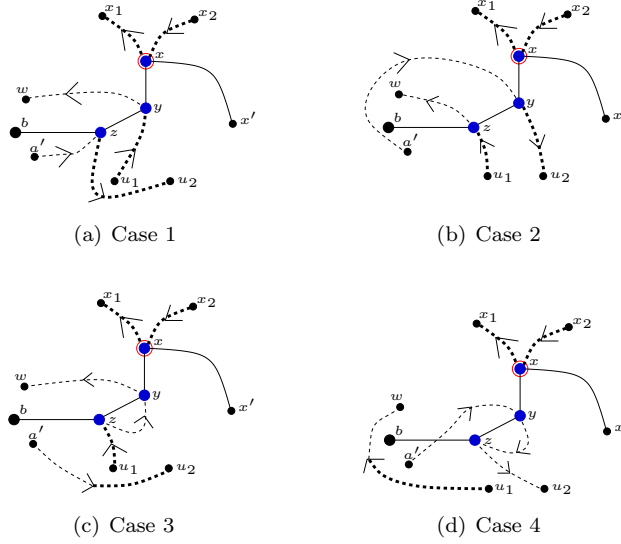 x1 x2
x
w
y
b
z x′
a′
u1 u2
(a) Case 1
x1 x2
x
w
y
b
z x
a′
u1 u2
(b) Case 2
x1 x2
x
w
y
b
z x′
a′
u1 u2
(c) Case 3
x1 x2
x
w
y
b
z x
a′
u1 u2
(d) Case 4